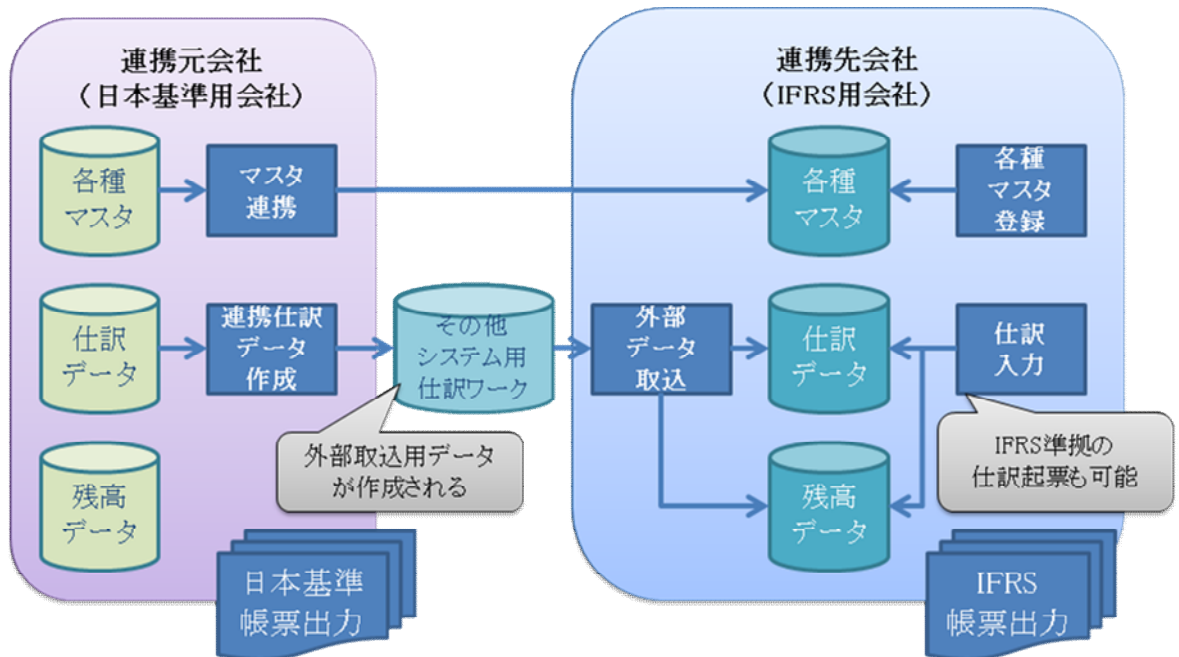 連携元会社
（日本基準用会社）
各種
マスタ
マスタ
連携
仕訳
データ
連携仕訳
データ
作成
その他
システム用
仕訳ワーク
外部取込用データ
が作成される
残高
データ
日本基準
帳票出力
連携先会社
（IFRS用会社）
各種
マスタ
各種
マスタ
登録
外部
データ
取込
仕訳
データ
仕訳
入力
IFRS準拠の
仕訳起票も可能
残高
データ
IFRS
帳票出力